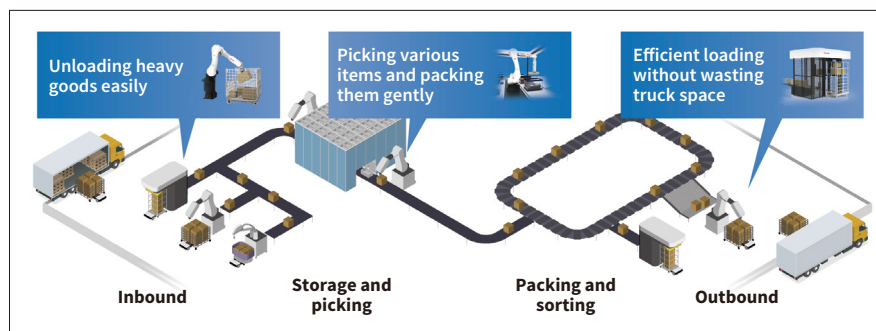 Unloading heavy
goods easily
Picking various
items and packing
them gently
Efficient loading
without wasting
truck space
Inbound
Storage and
picking
Packing and
sorting
Outbound